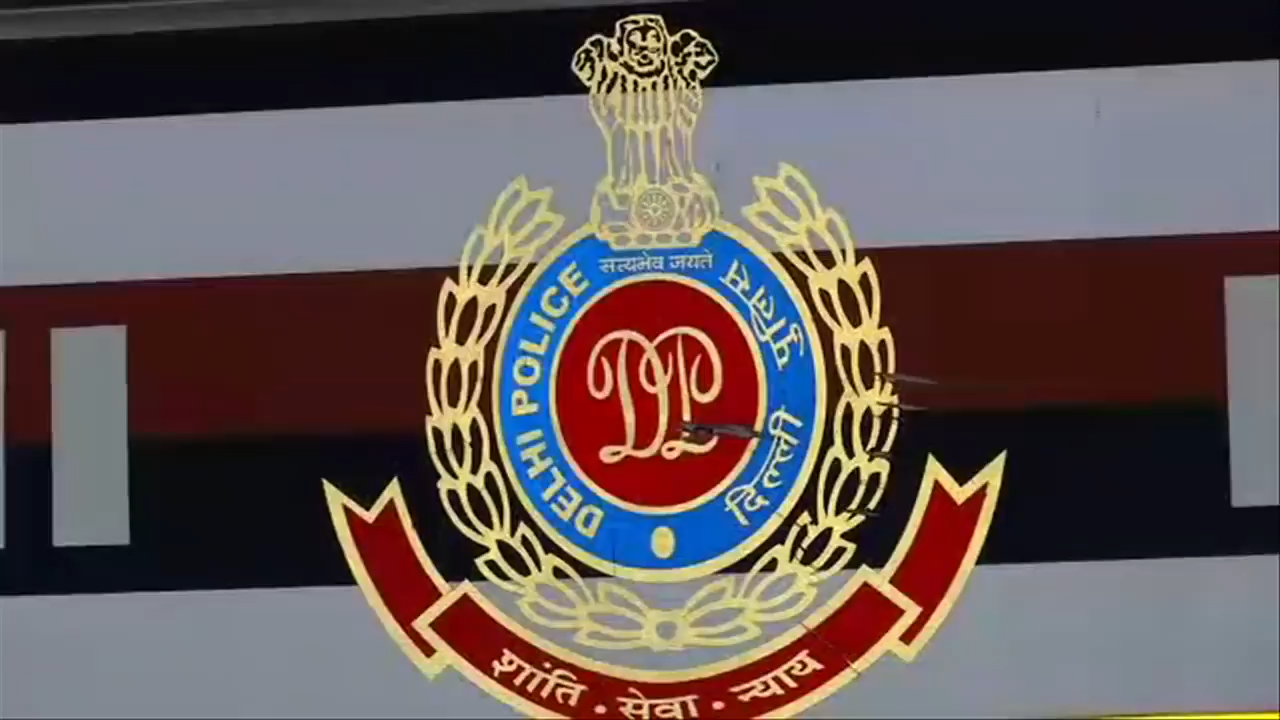 सत्यमेव जयते
DELHI POLICE
दिल्ली पुलिस
DP
शांति • सेवा • न्याय